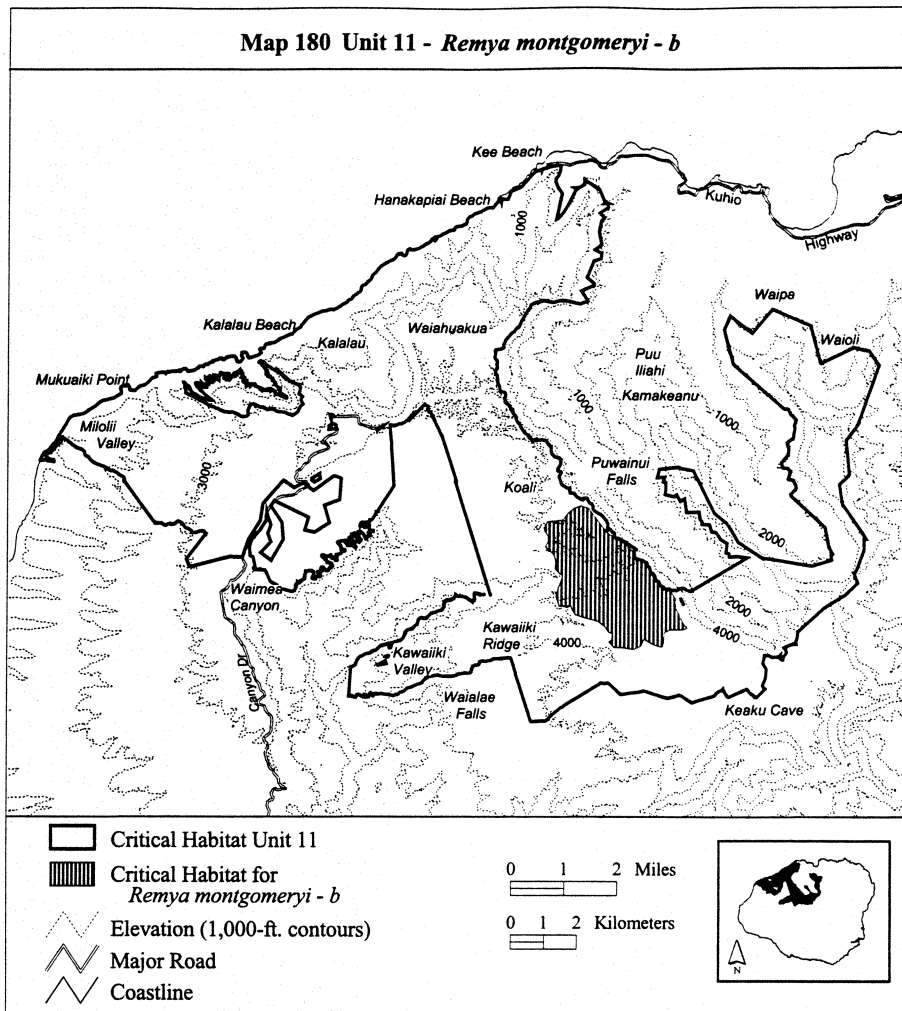 Map 180 Unit 11 - Remya montgomeryi - b
Kee Beach
Hanakapiai Beach
Kuhio
Highway
1000
Waipa
Kalalau Beach
Kalalau
Waiahuakua
Waioli
Puu
Iliahi
Mukuaiki Point
Kamakeanu
1000
1000
Milolii
Valley
3000
Puwainui
Falls
Koali
2000
Waimea
Canyon
2000
4000
Kawaiiki
Ridge
4000
Kawaiiki
Valley
Canyon Dr
Waialae
Falls
Keaku Cave
Critical Habitat Unit 11
Critical Habitat for
Remya montgomeryi - b
Elevation (1,000-ft. contours)
Major Road
Coastline
0 1 2 Miles
0 1 2 Kilometers
N